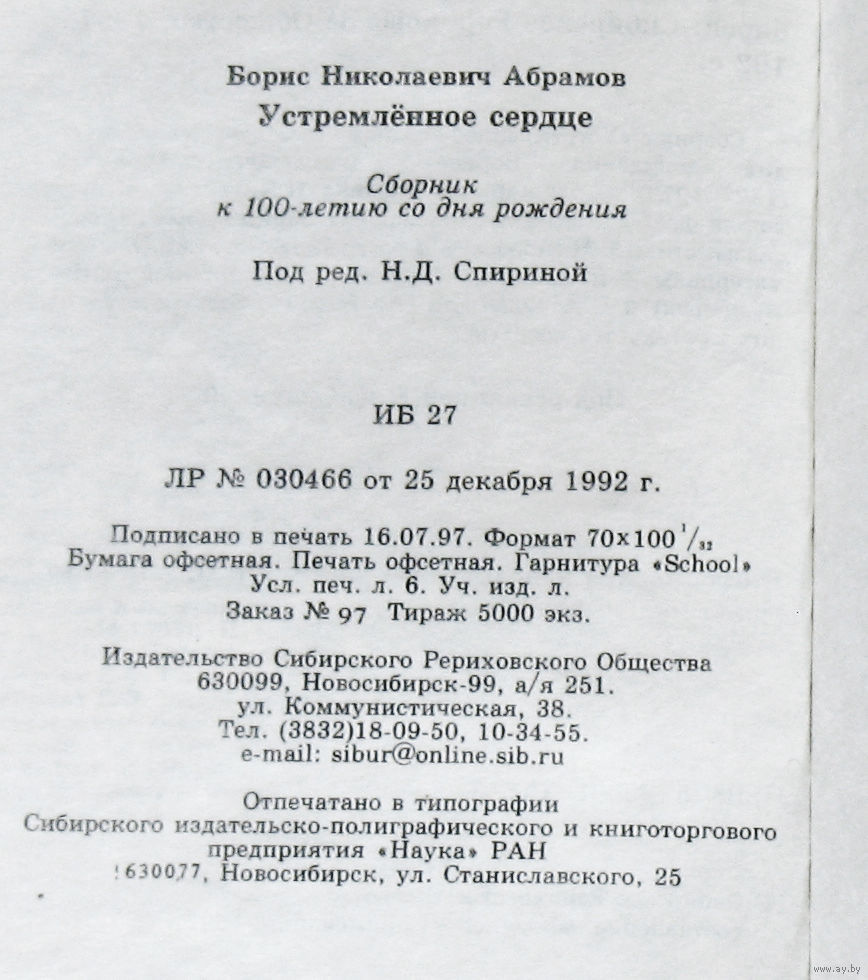 Борис Николаевич Абрамов
Устремлённое сердце
Сборник
к 100-летию со дня рождения
Под ред. Н.Д. Спириной
ИБ 27
ЛР № 030466 от 25 декабря 1992 г.
Подписано в печать 16.07.97. Формат 70×100 1/32
Бумага офсетная. Печать офсетная. Гарнитура «School»
Усл. печ. л. 6. Уч. изд. л.
Заказ № 97 Тираж 5000 экз.
Издательство Сибирского Рериховского Общества
630099, Новосибирск-99, а/я 251.
ул. Коммунистическая, 38.
Тел. (3832)18-09-50, 10-34-55.
e-mail: sibur@online.sib.ru
Отпечатано в типографии
Сибирского издательско-полиграфического и книготоргового
предприятия «Наука» РАН
630077, Новосибирск, ул. Станиславского, 25
www.ay.by